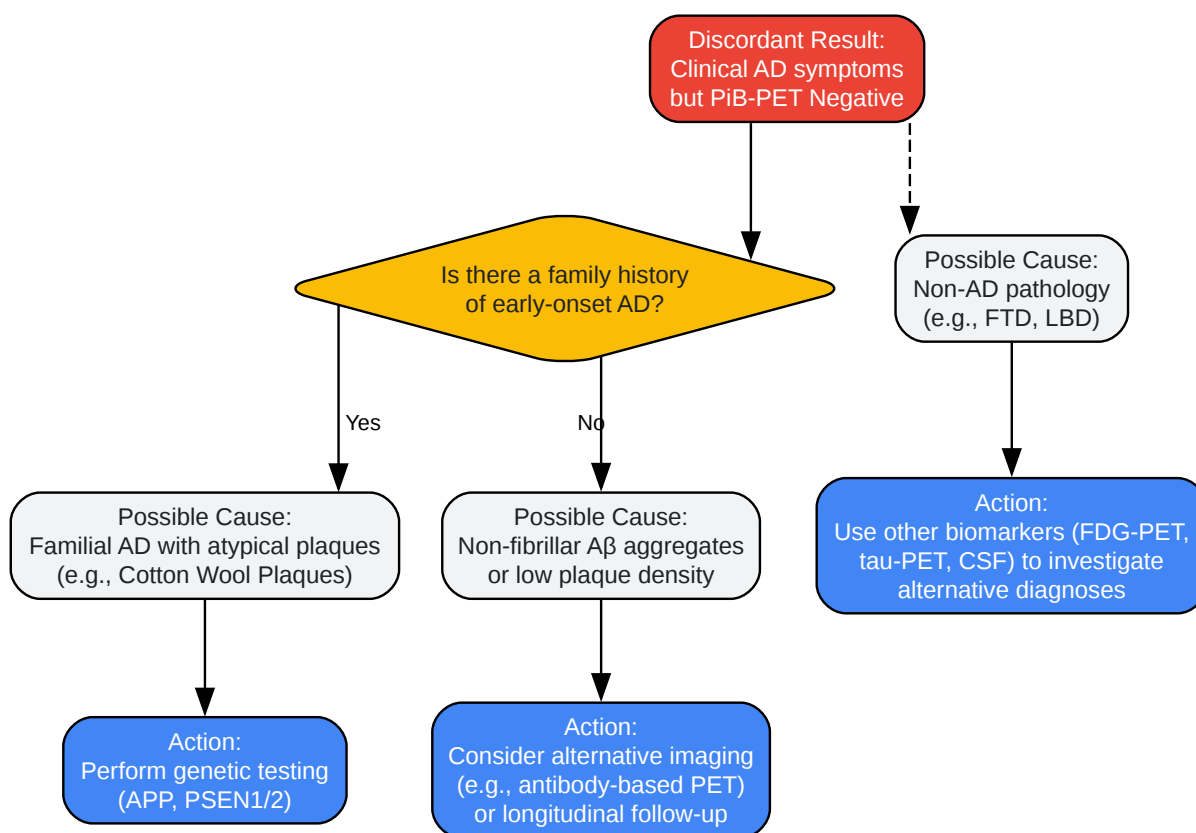 Discordant Result:
Clinical AD symptoms
but PiB-PET Negative
Is there a family history
of early-onset AD?
Possible Cause:
Non-AD pathology
(e.g., FTD, LBD)
Yes
No
Possible Cause:
Familial AD with atypical plaques
(e.g., Cotton Wool Plaques)
Possible Cause:
Non-fibrillar Aβ aggregates
or low plaque density
Action:
Use other biomarkers (FDG-PET,
tau-PET, CSF) to investigate
alternative diagnoses
Action:
Perform genetic testing
(APP, PSEN1/2)
Action:
Consider alternative imaging
(e.g., antibody-based PET)
or longitudinal follow-up